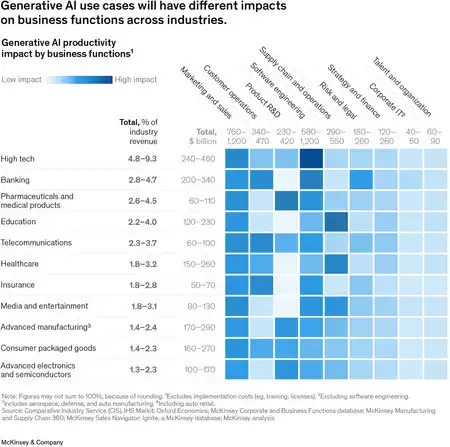 Generative AI use cases will have different impacts
on business functions across industries.
Generative AI productivity
impact by business functions¹
Low impact
High impact
Marketing and sales
Customer operations
Product R&D
Software engineering
Supply chain and operations
Risk and legal
Strategy and finance
Corporate IT²
Talent and organization
Total, % of
industry
revenue
Total,
$ billion
760–
1,200
340–
470
230–
420
580–
1,200
290–
550
180–
260
120–
260
40–
50
60–
90
High tech 4.8–9.3 240–460
Banking 2.8–4.7 200–340
Pharmaceuticals and
medical products 2.6–4.5 60–110
Education 2.2–4.0 120–230
Telecommunications 2.3–3.7 60–100
Healthcare 1.8–3.2 150–260
Insurance 1.8–2.8 50–70
Media and entertainment 1.8–3.1 80–130
Advanced manufacturing³ 1.4–2.4 170–290
Consumer packaged goods 1.4–2.3 160–270
Advanced electronics
and semiconductors 1.3–2.3 100–170
Note: Figures may not sum to 100%, because of rounding. ¹Excludes implementation costs (eg, training, licenses). ²Excluding software engineering.
³Includes aerospace, defense, and auto manufacturing. ⁴Including auto retail.
Source: Comparative Industry Service (CIS), IHS Markit; Oxford Economics; McKinsey Corporate and Business Functions database; McKinsey Manufacturing
and Supply Chain 360; McKinsey Sales Navigator; Ignite, a McKinsey database; McKinsey analysis
McKinsey & Company